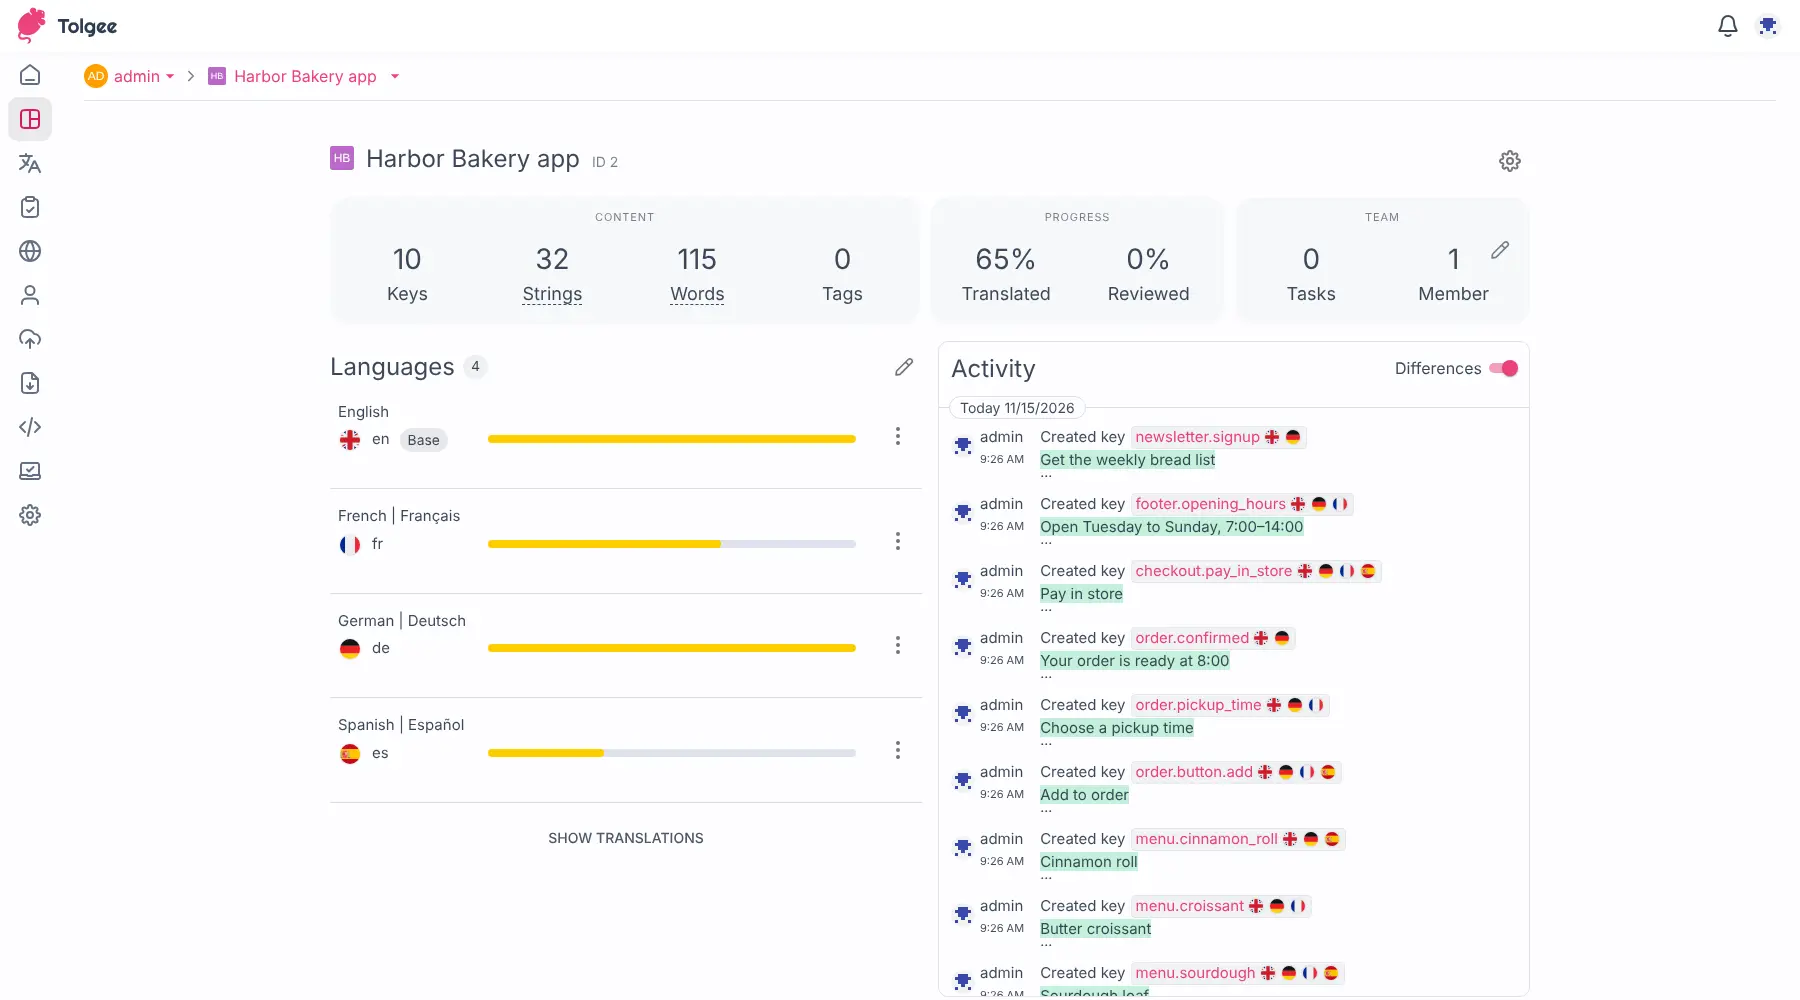 Tolgee
AD admin > HB Harbor Bakery app
HB Harbor Bakery app ID 2
CONTENT
10 32 115 0
Keys Strings Words Tags
PROGRESS
65% 0%
Translated Reviewed
TEAM
0 1
Tasks Member
Languages 4
English
en Base
French | Français
fr
German | Deutsch
de
Spanish | Español
es
SHOW TRANSLATIONS
Activity Differences
Today 11/15/2026
admin Created key newsletter.signup
9:26 AM Get the weekly bread list
...
admin Created key footer.opening_hours
9:26 AM Open Tuesday to Sunday, 7:00–14:00
...
admin Created key checkout.pay_in_store
9:26 AM Pay in store
...
admin Created key order.confirmed
9:26 AM Your order is ready at 8:00
...
admin Created key order.pickup_time
9:26 AM Choose a pickup time
...
admin Created key order.button.add
9:26 AM Add to order
...
admin Created key menu.cinnamon_roll
9:26 AM Cinnamon roll
...
admin Created key menu.croissant
9:26 AM Butter croissant
...
admin Created key menu.sourdough
9:26 AM Sourdough loaf